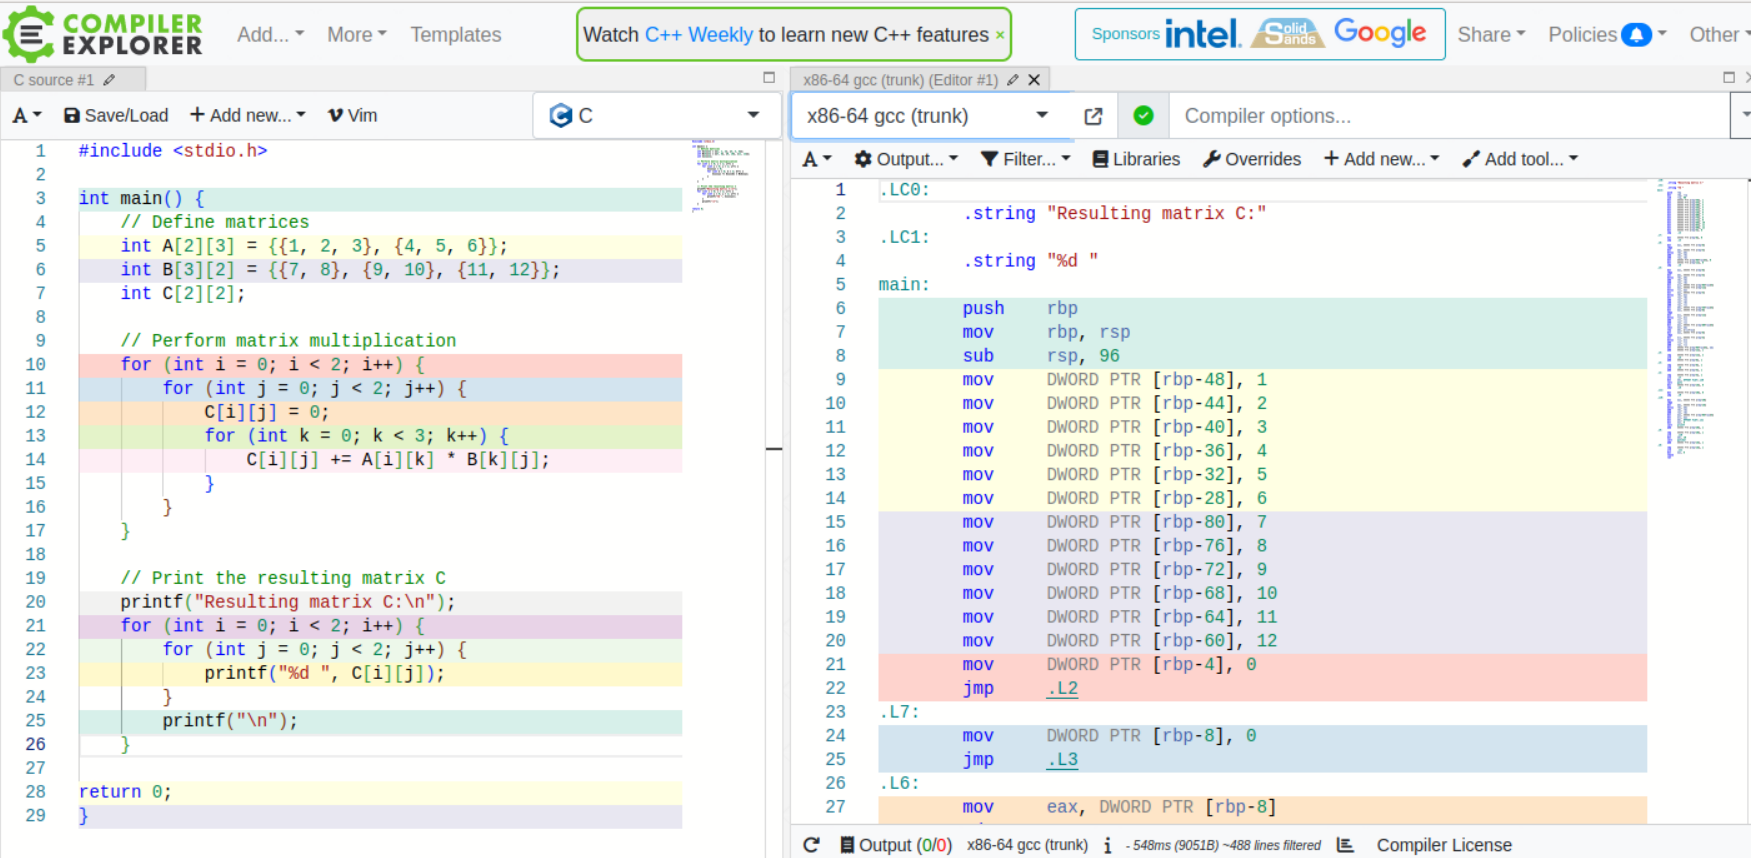 COMPILER EXPLORER Add... More Templates Watch C++ Weekly to learn new C++ features × Sponsors intel. Solid Sands Google Share Policies Other
C source #1 x86-64 gcc (trunk) (Editor #1)
A Save/Load + Add new... Vim C x86-64 gcc (trunk) Compiler options...
A Output... Filter... Libraries Overrides + Add new... Add tool...
1 #include <stdio.h>
2
3 int main() {
4 // Define matrices
5 int A[2][3] = {{1, 2, 3}, {4, 5, 6}};
6 int B[3][2] = {{7, 8}, {9, 10}, {11, 12}};
7 int C[2][2];
8
9 // Perform matrix multiplication
10 for (int i = 0; i < 2; i++) {
11 for (int j = 0; j < 2; j++) {
12 C[i][j] = 0;
13 for (int k = 0; k < 3; k++) {
14 C[i][j] += A[i][k] * B[k][j];
15 }
16 }
17 }
18
19 // Print the resulting matrix C
20 printf("Resulting matrix C:\n");
21 for (int i = 0; i < 2; i++) {
22 for (int j = 0; j < 2; j++) {
23 printf("%d ", C[i][j]);
24 }
25 printf("\n");
26 }
27
28 return 0;
29 }
1 .LC0:
2 .string "Resulting matrix C:"
3 .LC1:
4 .string "%d "
5 main:
6 push rbp
7 mov rbp, rsp
8 sub rsp, 96
9 mov DWORD PTR [rbp-48], 1
10 mov DWORD PTR [rbp-44], 2
11 mov DWORD PTR [rbp-40], 3
12 mov DWORD PTR [rbp-36], 4
13 mov DWORD PTR [rbp-32], 5
14 mov DWORD PTR [rbp-28], 6
15 mov DWORD PTR [rbp-80], 7
16 mov DWORD PTR [rbp-76], 8
17 mov DWORD PTR [rbp-72], 9
18 mov DWORD PTR [rbp-68], 10
19 mov DWORD PTR [rbp-64], 11
20 mov DWORD PTR [rbp-60], 12
21 mov DWORD PTR [rbp-4], 0
22 jmp .L2
23 .L7:
24 mov DWORD PTR [rbp-8], 0
25 jmp .L3
26 .L6:
27 mov eax, DWORD PTR [rbp-8]
Output (0/0) x86-64 gcc (trunk) i - 548ms (9051B) ~488 lines filtered Compiler License